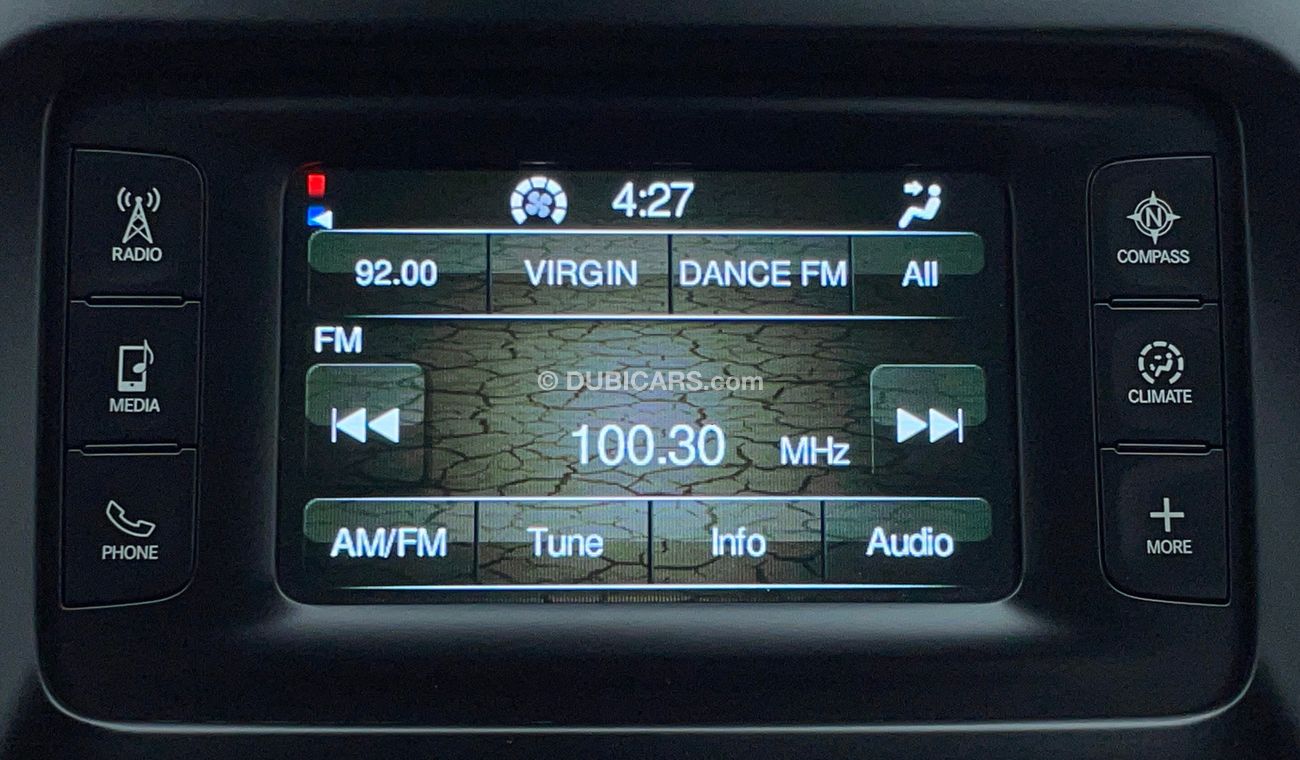 4:27
RADIO
N
COMPASS
92.00 VIRGIN DANCE FM All
FM
© DUBICARS.com
MEDIA
CLIMATE
100.30 MHz
AM/FM Tune Info Audio
PHONE
MORE